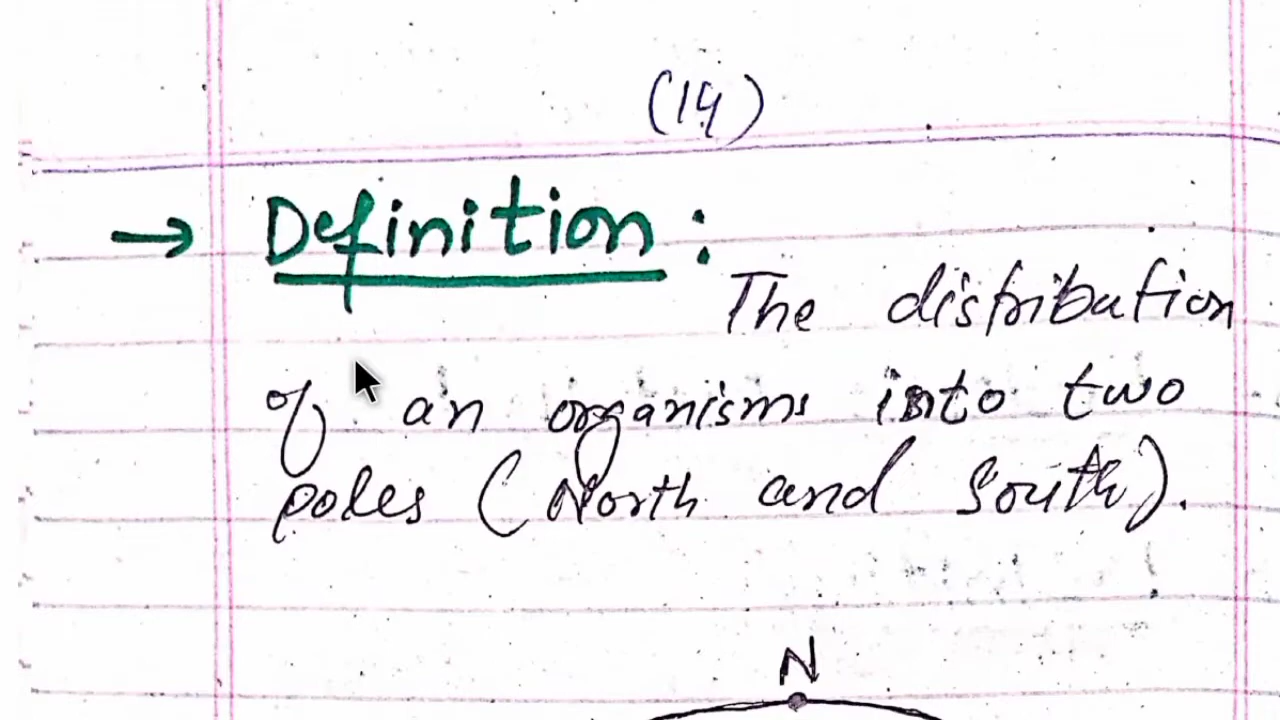 (14)
→ Definition :
The distribution
of an organisms into two
poles (North and South).
N